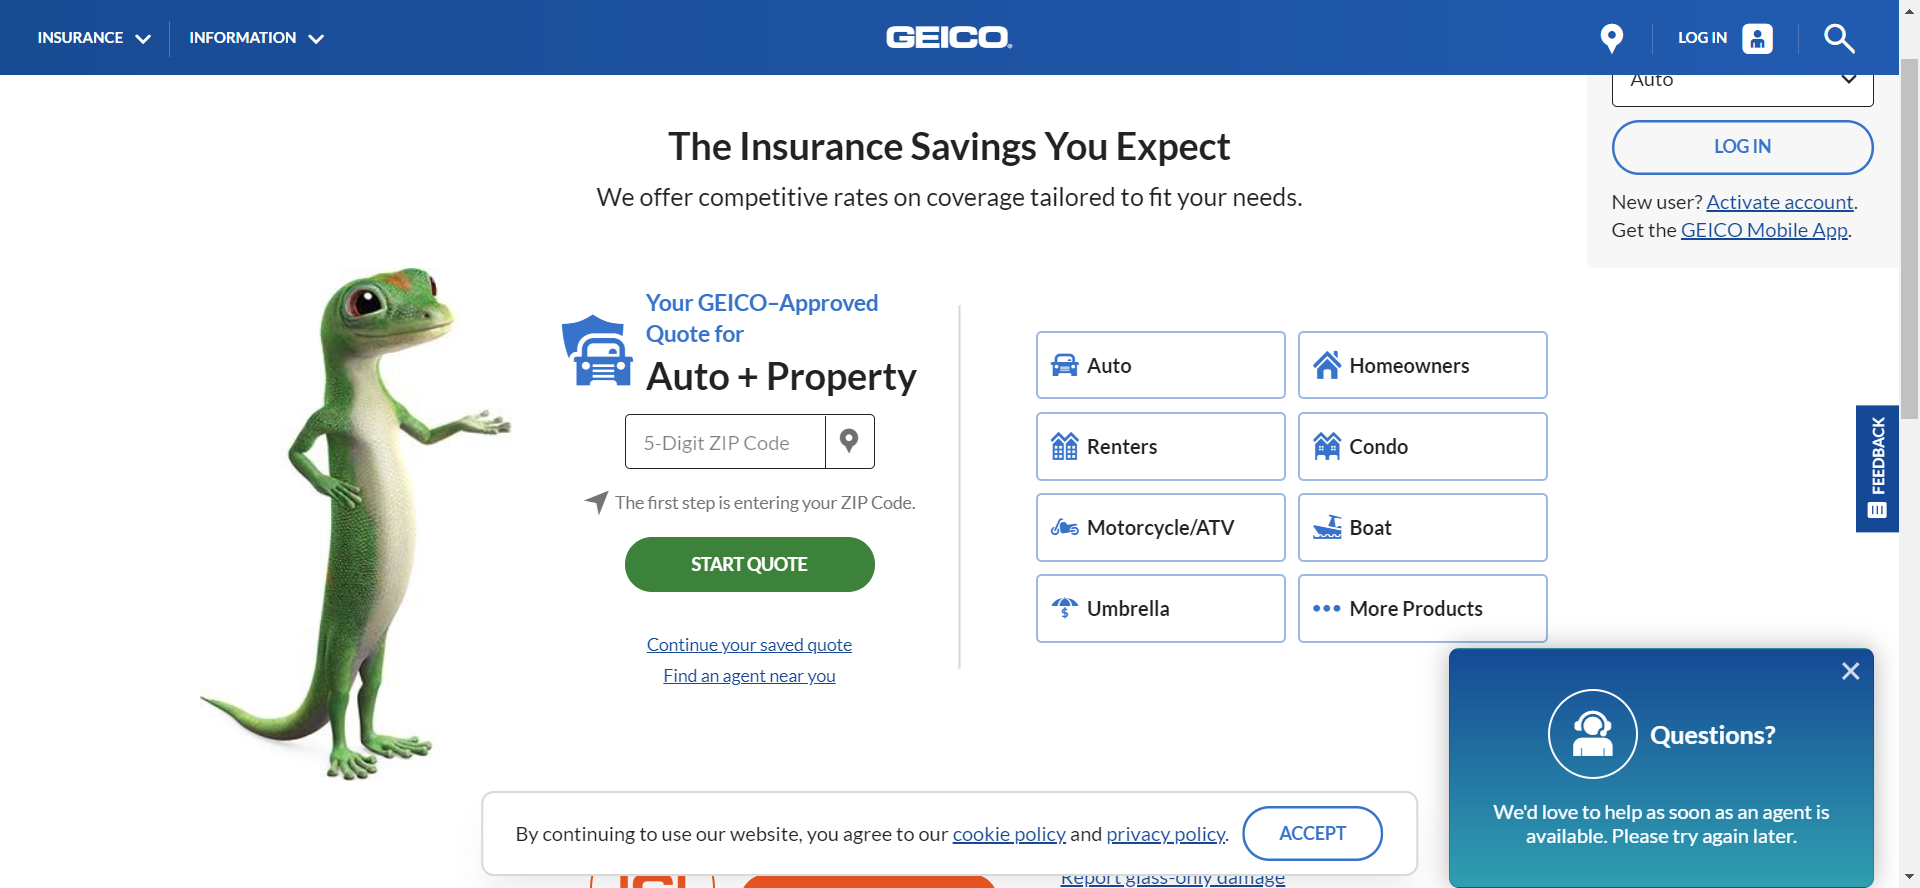 INSURANCE
INFORMATION
GEICO
LOG IN
Auto
LOG IN
New user? Activate account.
Get the GEICO Mobile App.
The Insurance Savings You Expect
We offer competitive rates on coverage tailored to fit your needs.
Your GEICO–Approved
Quote for
Auto + Property
5-Digit ZIP Code
The first step is entering your ZIP Code.
START QUOTE
Continue your saved quote
Find an agent near you
Auto
Homeowners
Renters
Condo
Motorcycle/ATV
Boat
Umbrella
More Products
FEEDBACK
Questions?
We'd love to help as soon as an agent is
available. Please try again later.
By continuing to use our website, you agree to our cookie policy and privacy policy.
ACCEPT
Report glass-only damage